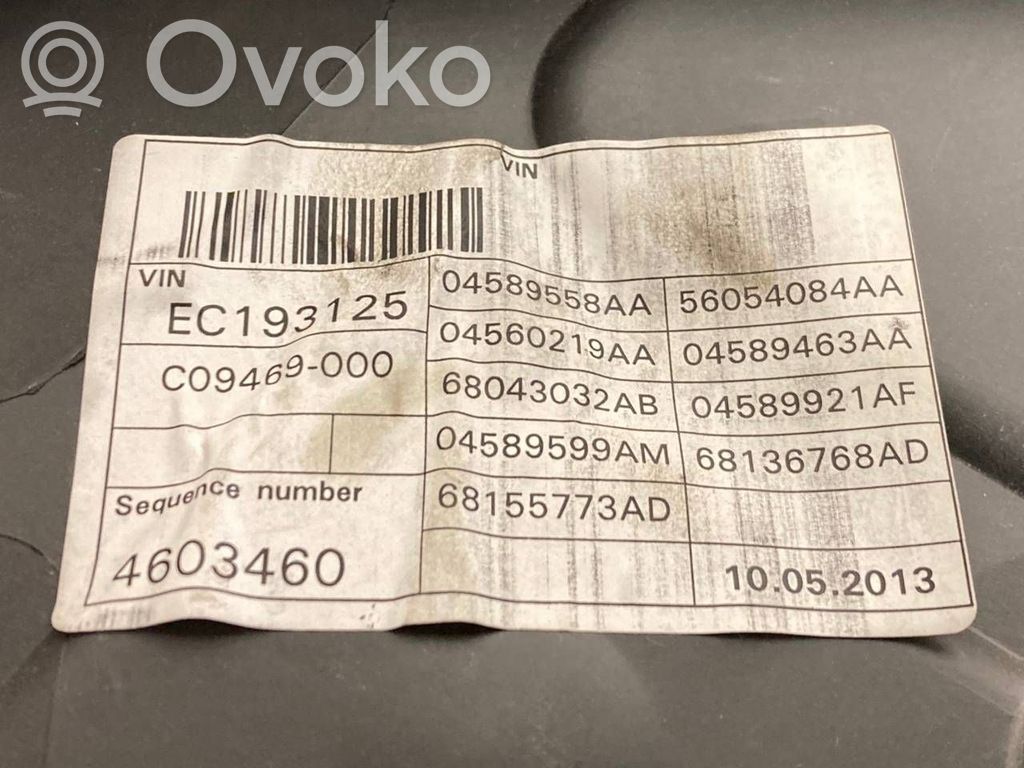 Ovoko
VIN
VIN
EC193125
C09469-000
Sequence number
4603460
04589558AA 56054084AA
04560219AA 04589463AA
68043032AB 04589921AF
04589599AM 68136768AD
68155773AD
10.05.2013